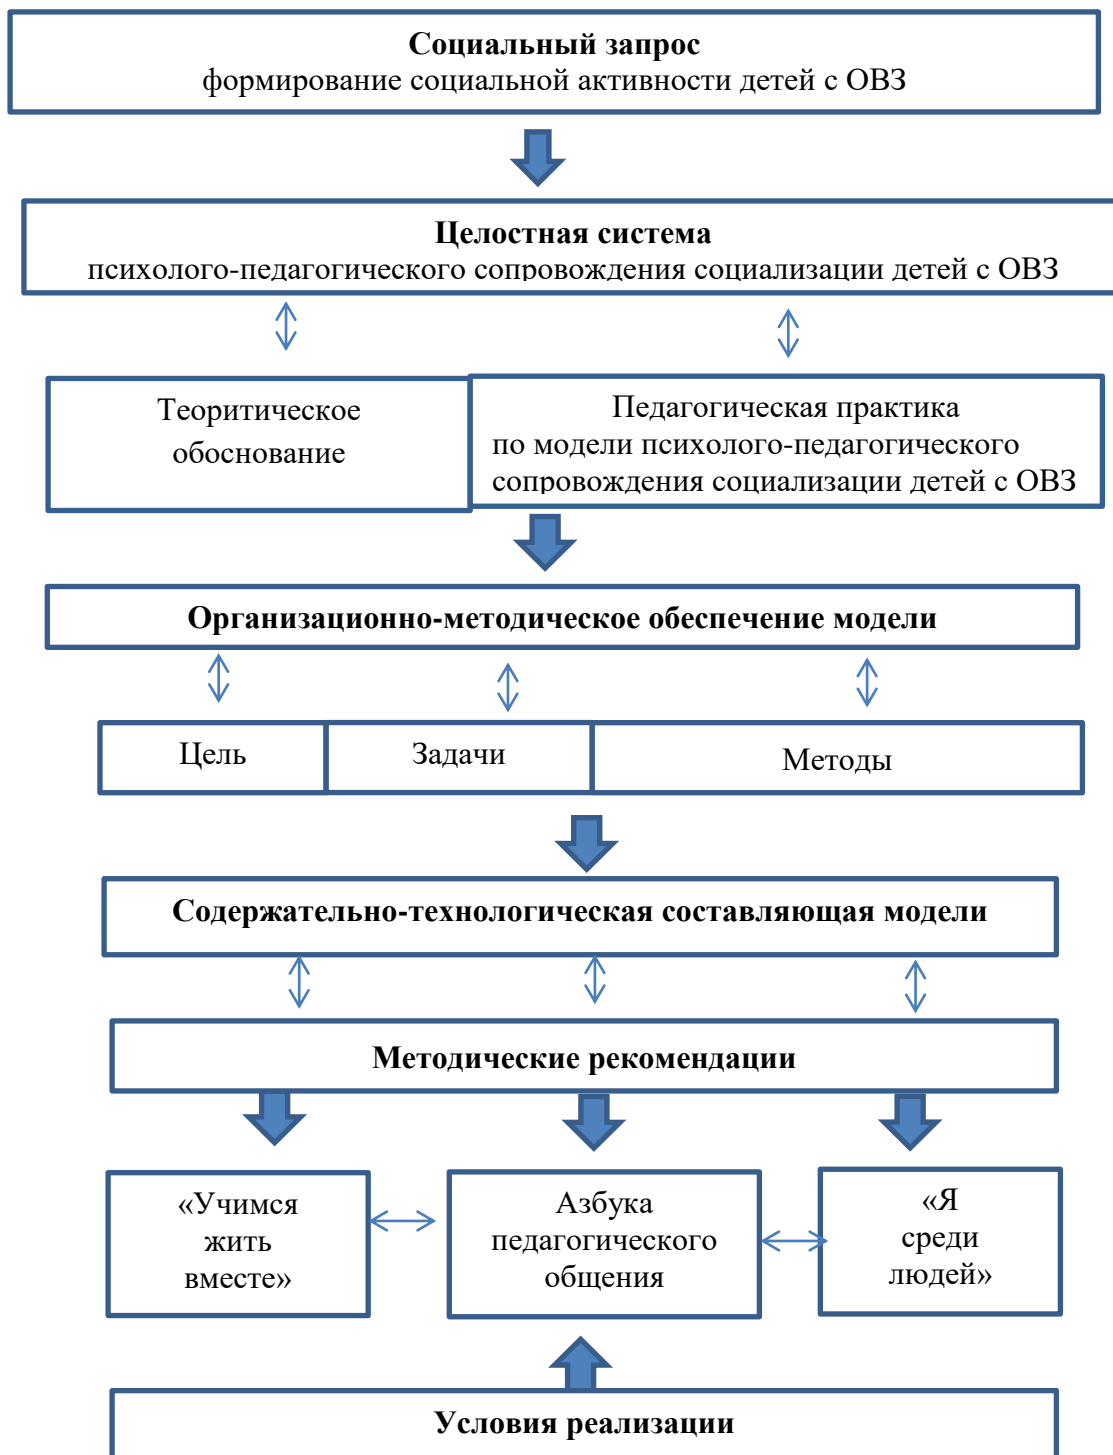 Социальный запрос
формирование социальной активности детей с ОВЗ
Целостная система
психолого-педагогического сопровождения социализации детей с ОВЗ
Теоритическое
обоснование
Педагогическая практика
по модели психолого-педагогического
сопровождения социализации детей с ОВЗ
Организационно-методическое обеспечение модели
Цель
Задачи
Методы
Содержательно-технологическая составляющая модели
Методические рекомендации
«Учимся
жить
вместе»
Азбука
педагогического
общения
«Я
среди
людей»
Условия реализации